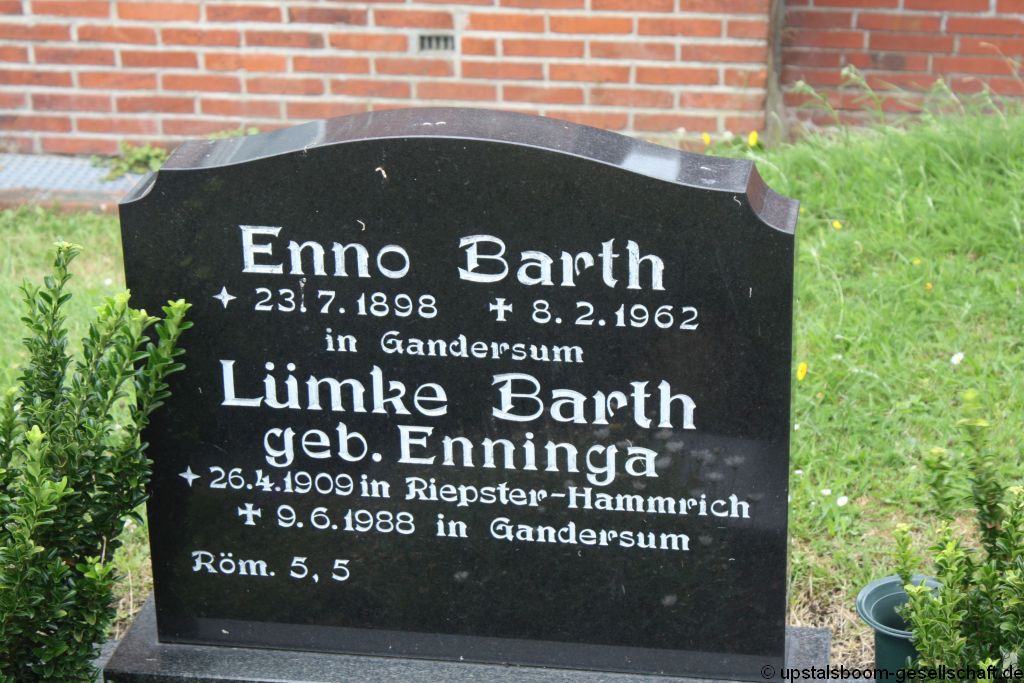 Enno Barth
✦ 23.7.1898 ✝ 8.2.1962
in Gandersum
Lümke Barth
geb. Enninga
✦ 26.4.1909 in Riepster-Hammrich
✝ 9.6.1988 in Gandersum
Röm. 5,5
© upstalsboom-gesellschaft.de